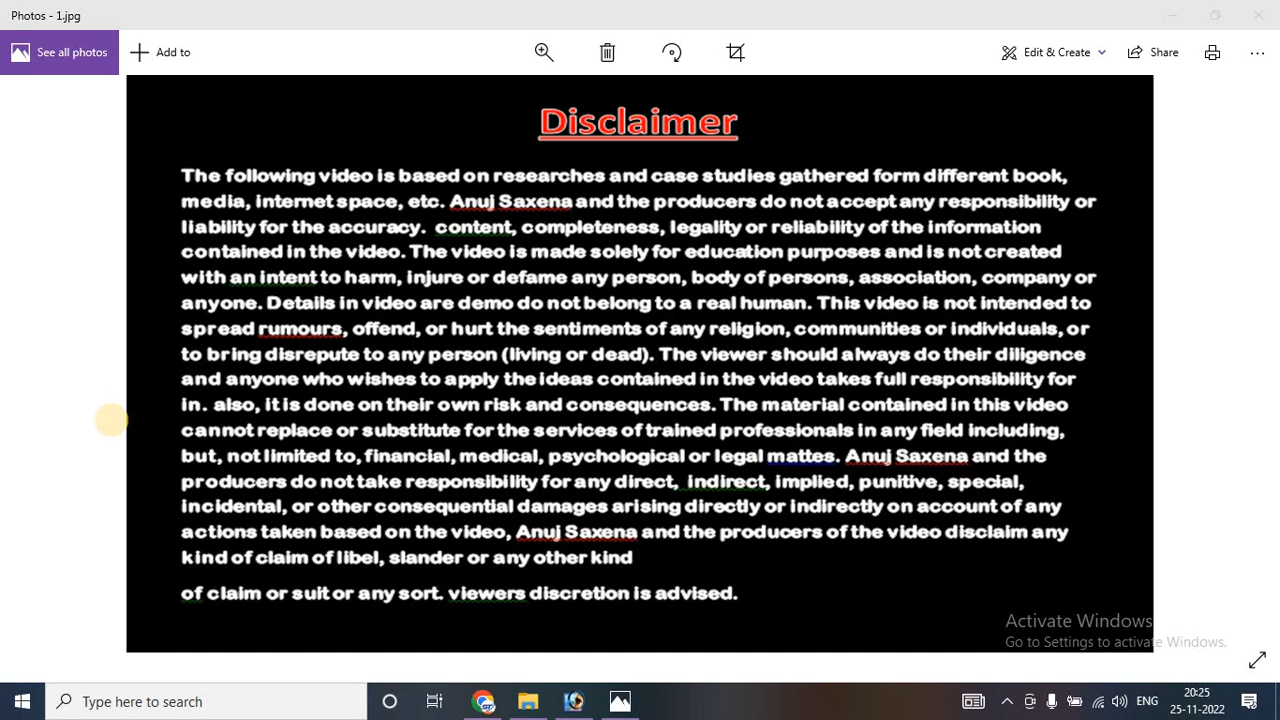 Photos - 1.jpg
See all photos
Add to
Edit & Create
Share
Disclaimer
The following video is based on researches and case studies gathered form different book,
media, internet space, etc. Anuj Saxena and the producers do not accept any responsibility or
liability for the accuracy.  content, completeness, legality or reliability of the information
contained in the video. The video is made solely for education purposes and is not created
with an intent to harm, injure or defame any person, body of persons, association, company or
anyone. Details in video are demo do not belong to a real human. This video is not intended to
spread rumours, offend, or hurt the sentiments of any religion, communities or individuals, or
to bring disrepute to any person (living or dead). The viewer should always do their diligence
and anyone who wishes to apply the ideas contained in the video takes full responsibility for
in. also, it is done on their own risk and consequences. The material contained in this video
cannot replace or substitute for the services of trained professionals in any field including,
but, not limited to, financial, medical, psychological or legal mattes. Anuj Saxena and the
producers do not take responsibility for any direct,  indirect, implied, punitive, special,
incidental, or other consequential damages arising directly or indirectly on account of any
actions taken based on the video, Anuj Saxena and the producers of the video disclaim any
kind of claim of libel, slander or any other kind
of claim or suit or any sort. viewers discretion is advised.
Activate Windows
Go to Settings to activate Windows.
Type here to search
ENG
20:25
25-11-2022